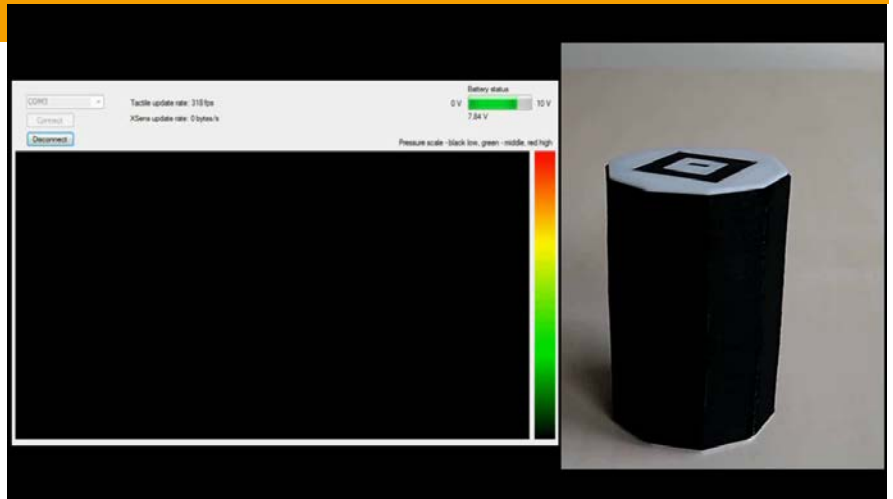 COM3
Tactile update rate: 318 fps
Battery status
0 V
10 V
Connect
XSens update rate: 0 bytes/s
7.84 V
Disconnect
Pressure scale - black low, green - middle, red high